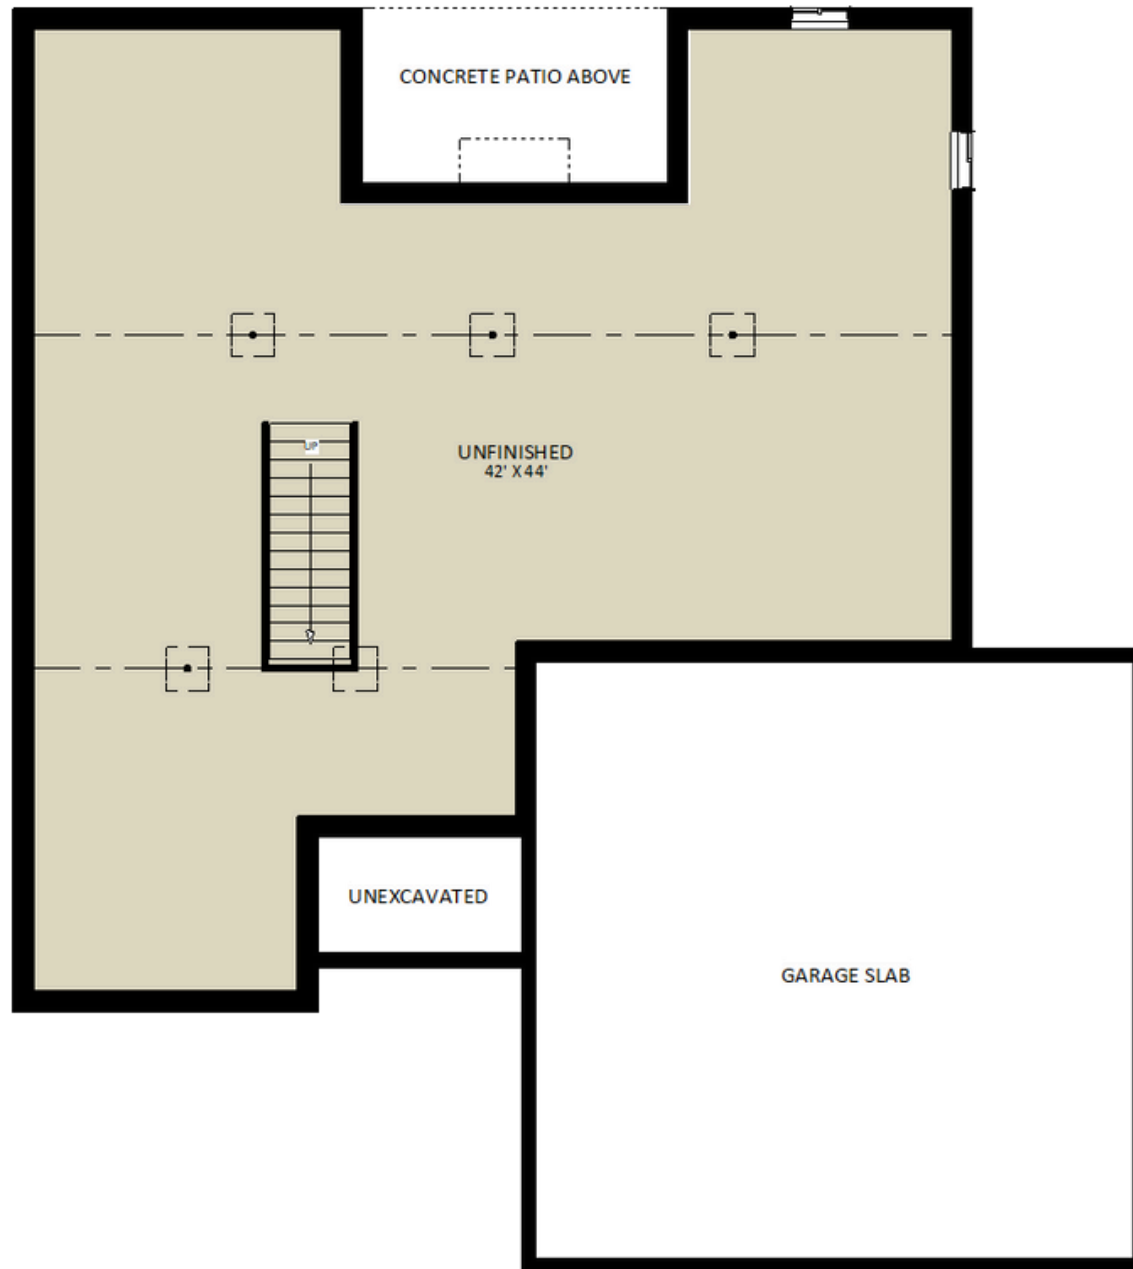 CONCRETE PATIO ABOVE
UP
UNFINISHED
42' X 44'
UNEXCAVATED
GARAGE SLAB